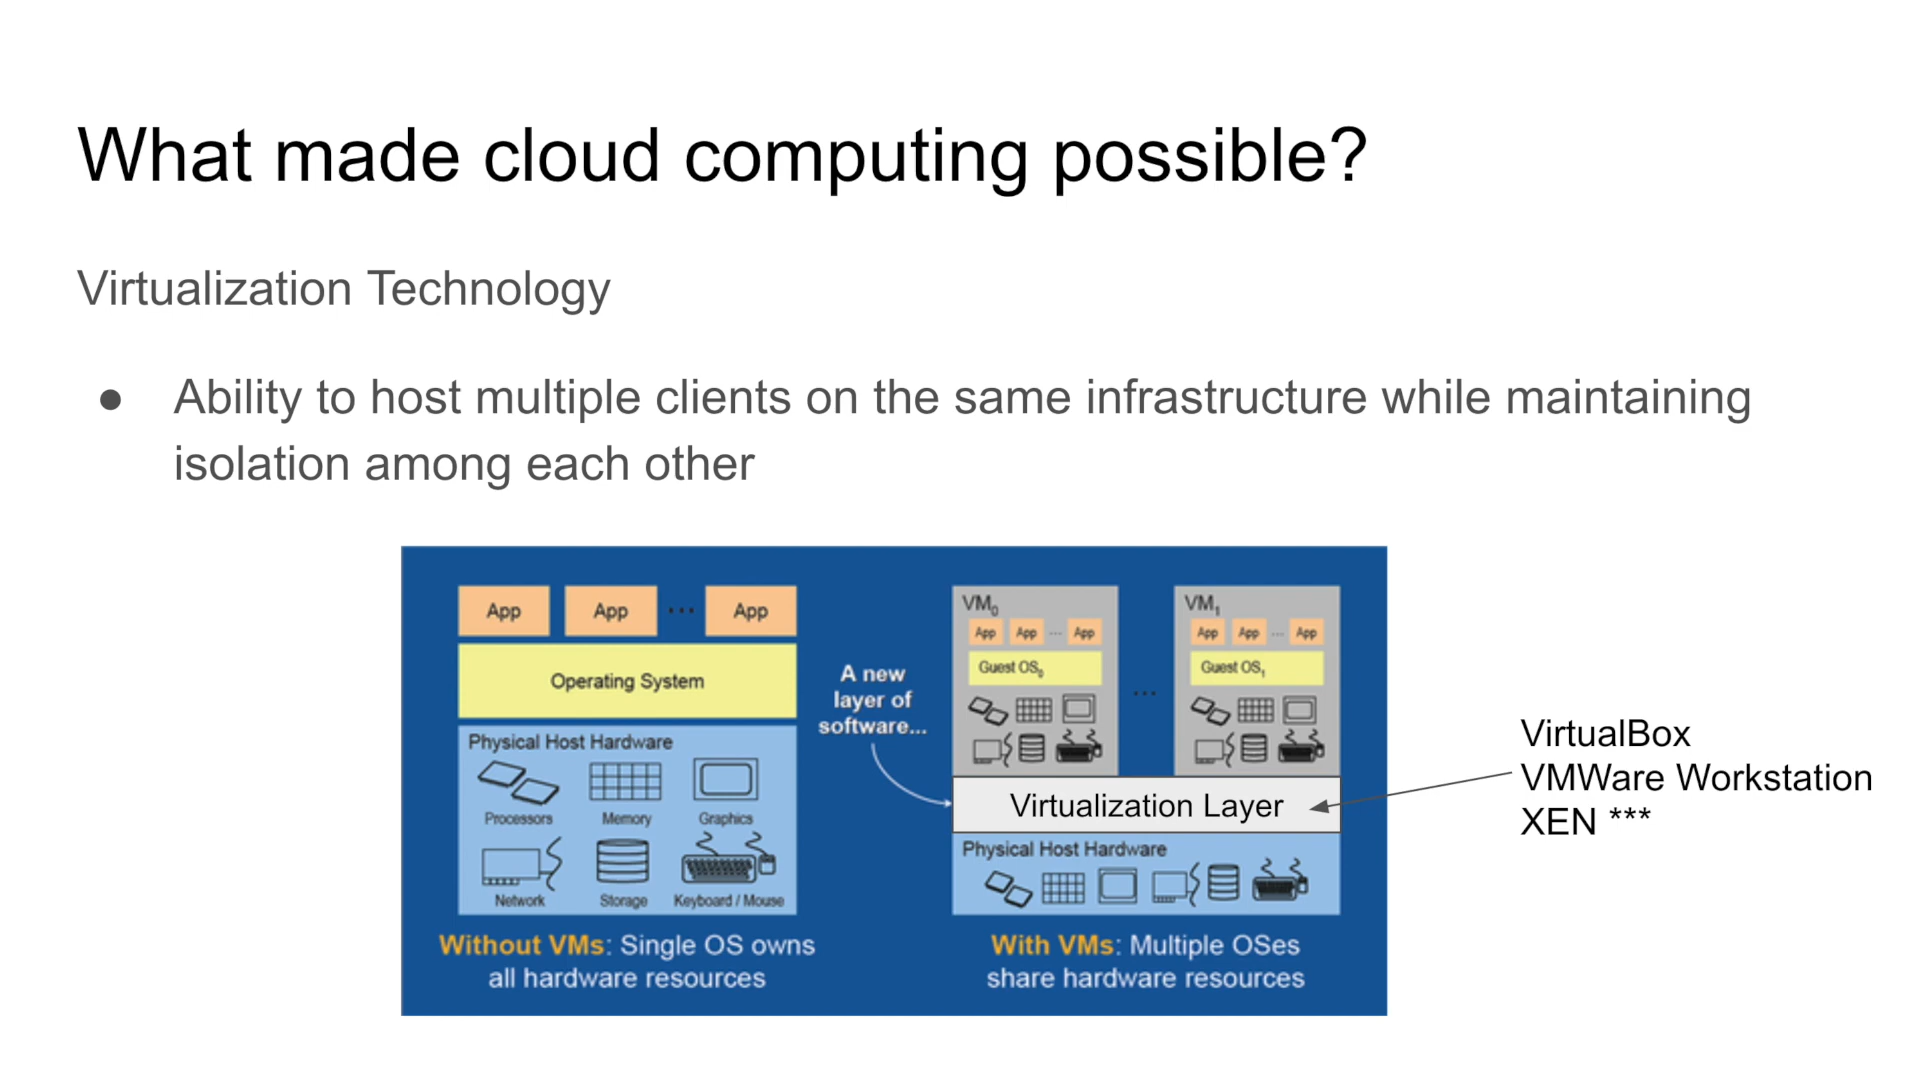 What made cloud computing possible?
Virtualization Technology
● Ability to host multiple clients on the same infrastructure while maintaining
isolation among each other
App App ... App
Operating System
Physical Host Hardware
Processors Memory Graphics
Network Storage Keyboard / Mouse
Without VMs: Single OS owns
all hardware resources
A new
layer of
software...
VM0
App App ... App
Guest OS0
...
VM1
App App ... App
Guest OS1
Virtualization Layer
Physical Host Hardware
With VMs: Multiple OSes
share hardware resources
VirtualBox
VMWare Workstation
XEN ***